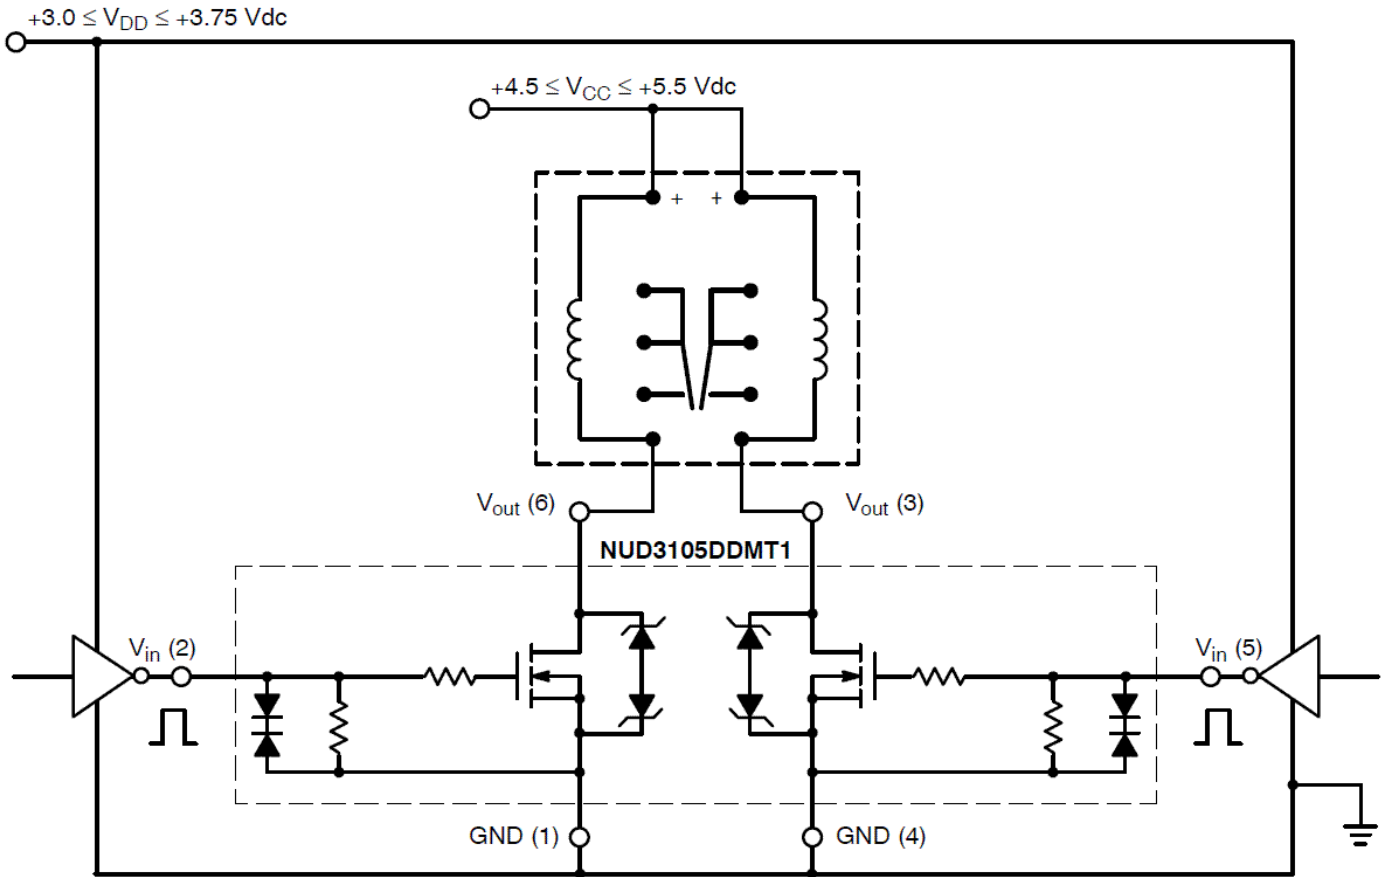 +3.0 ≤ VDD ≤ +3.75 Vdc
+4.5 ≤ VCC ≤ +5.5 Vdc
+ +
Vout (6)
Vout (3)
NUD3105DDMT1
Vin (2)
Vin (5)
GND (1)
GND (4)